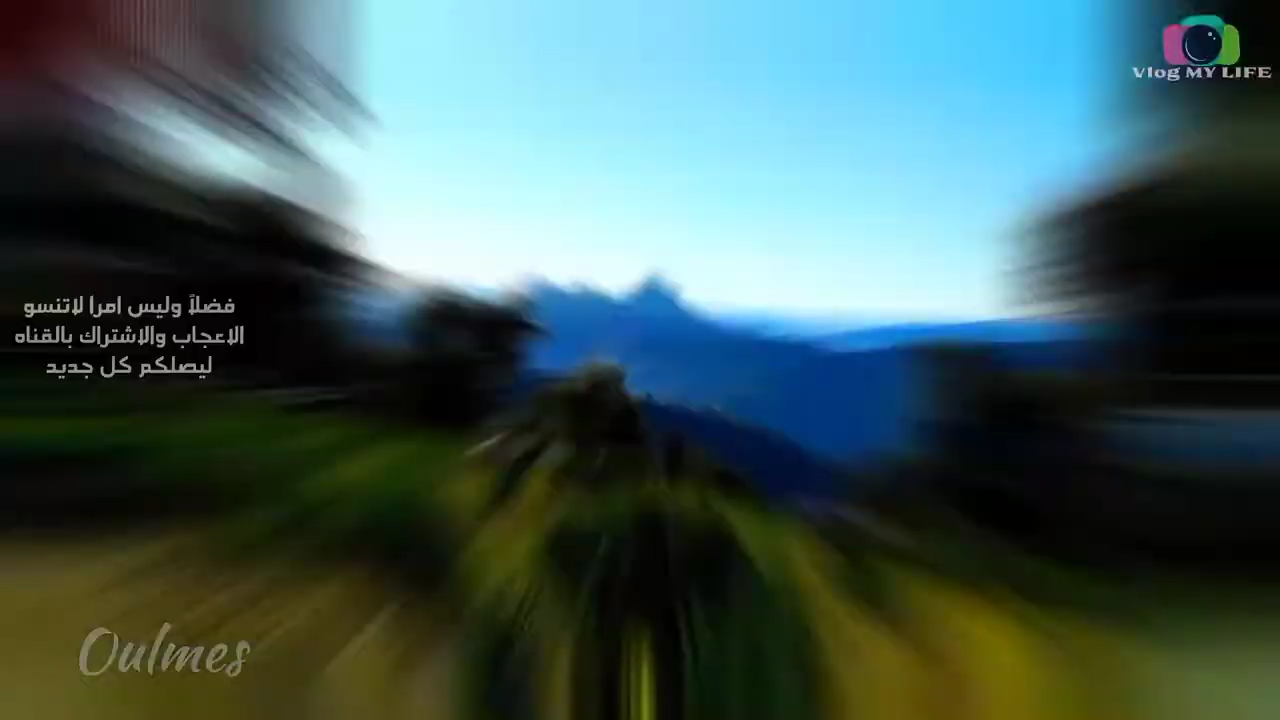 Vlog MY LIFE
فضلاً وليس امرا لاتنسو
الاعجاب والاشتراك بالقناه
ليصلكم كل جديد
Oulmes